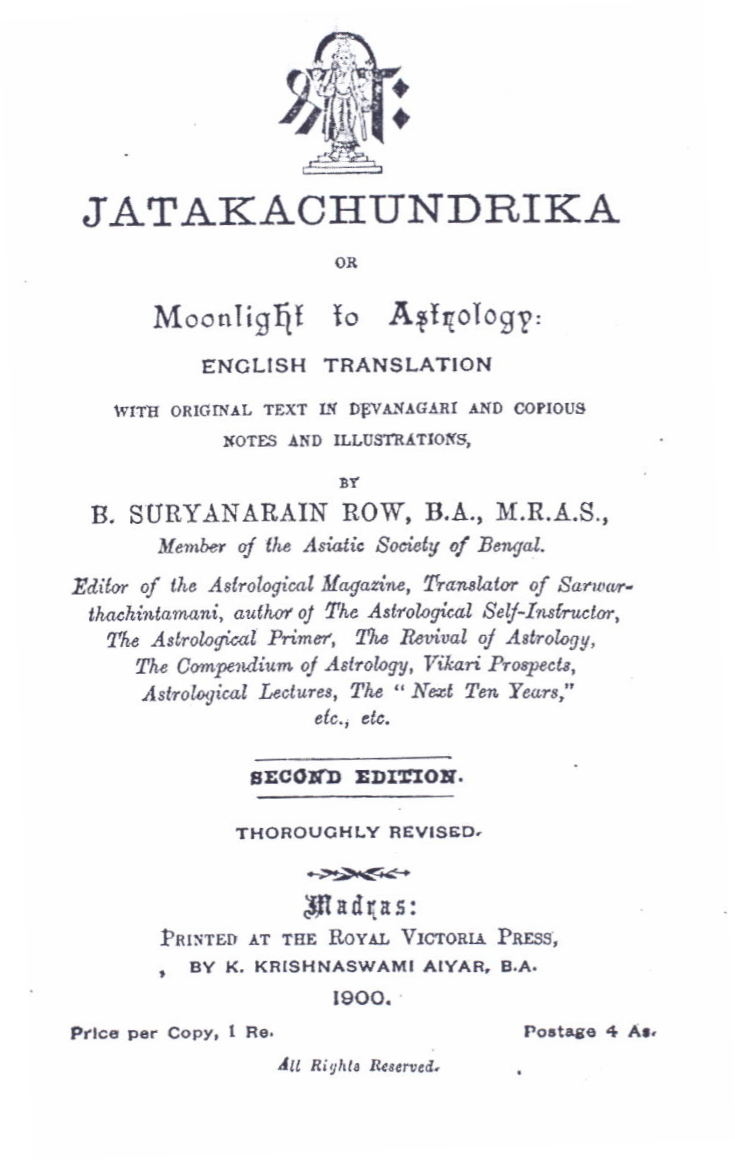 श्रीः
JATAKACHUNDRIKA
OR
Moonlight to Astrology:
ENGLISH TRANSLATION
WITH ORIGINAL TEXT IN DEVANAGARI AND COPIOUS
NOTES AND ILLUSTRATIONS,
BY
B. SURYANARAIN ROW, B.A., M.R.A.S.,
Member of the Asiatic Society of Bengal.
Editor of the Astrological Magazine, Translator of Sarwar-
thachintamani, author of The Astrological Self-Instructor,
The Astrological Primer, The Revival of Astrology,
The Compendium of Astrology, Vikari Prospects,
Astrological Lectures, The “Next Ten Years,”
etc., etc.
SECOND EDITION.
THOROUGHLY REVISED.
Madras:
PRINTED AT THE ROYAL VICTORIA PRESS,
BY K. KRISHNASWAMI AIYAR, B.A.
1900.
Price per Copy, 1 Re. Postage 4 As.
All Rights Reserved.